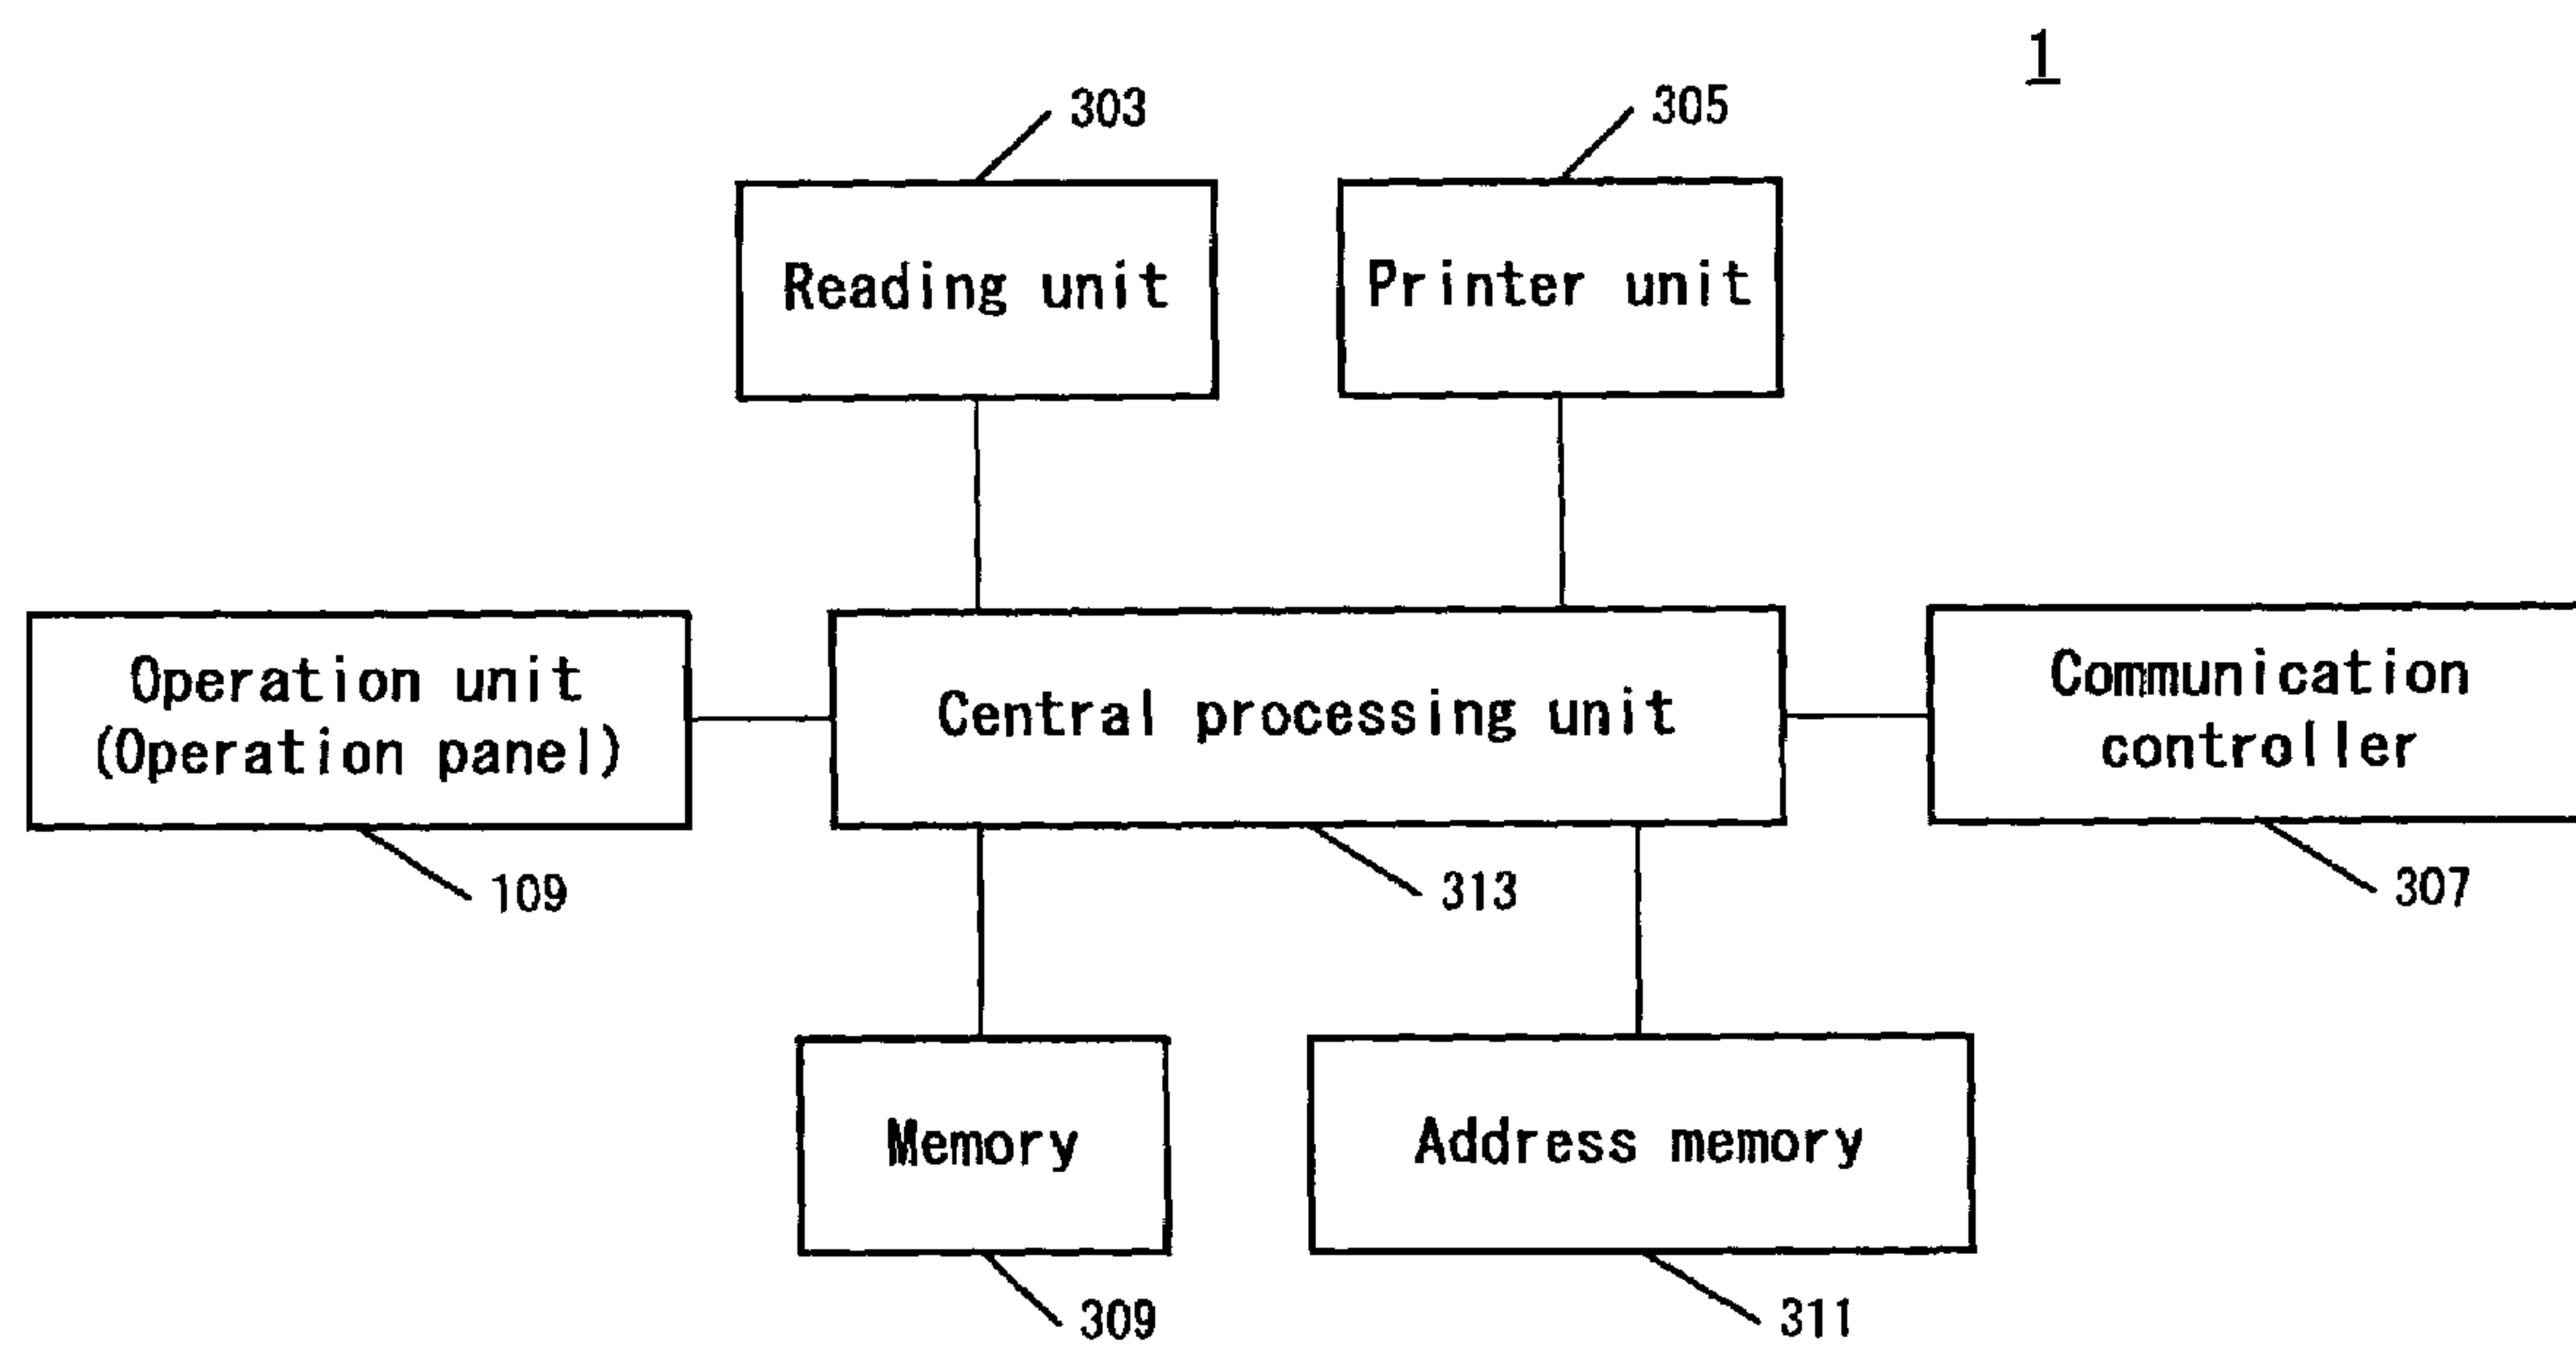 1
303
305
Reading unit
Printer unit
Operation unit
(Operation panel)
Central processing unit
Communication
controller
109
313
307
Memory
Address memory
309
311